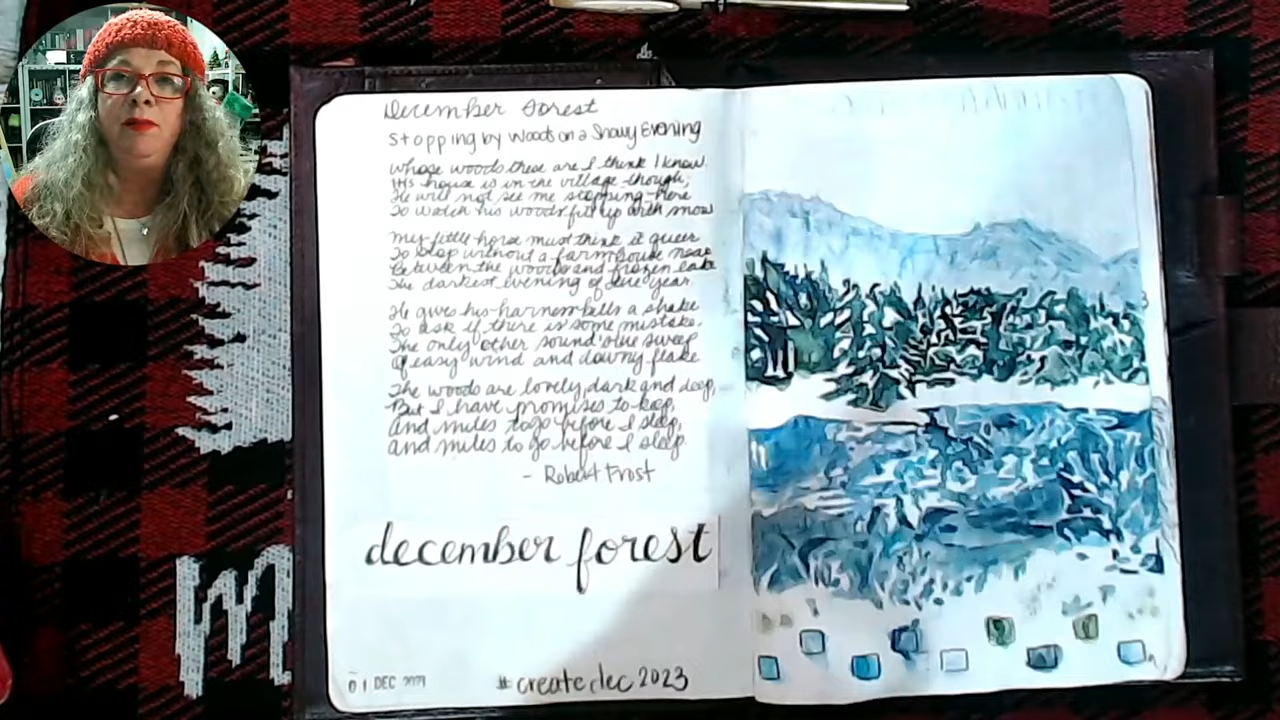 December Forest
Stopping by Woods on a Snowy Evening
Whose woods these are I think I know.
His house is in the village though;
He will not see me stopping here
To watch his woods fill up with snow
My little horse must think it queer
To stop without a farmhouse near
Between the woods and frozen lake
The darkest evening of the year.
He gives his harness bells a shake
To ask if there is some mistake.
The only other sound's the sweep
Of easy wind and downy flake
The woods are lovely, dark and deep,
But I have promises to keep,
And miles to go before I sleep,
and miles to go before I sleep.
- Robert Frost
december forest
01 DEC
#createdec2023